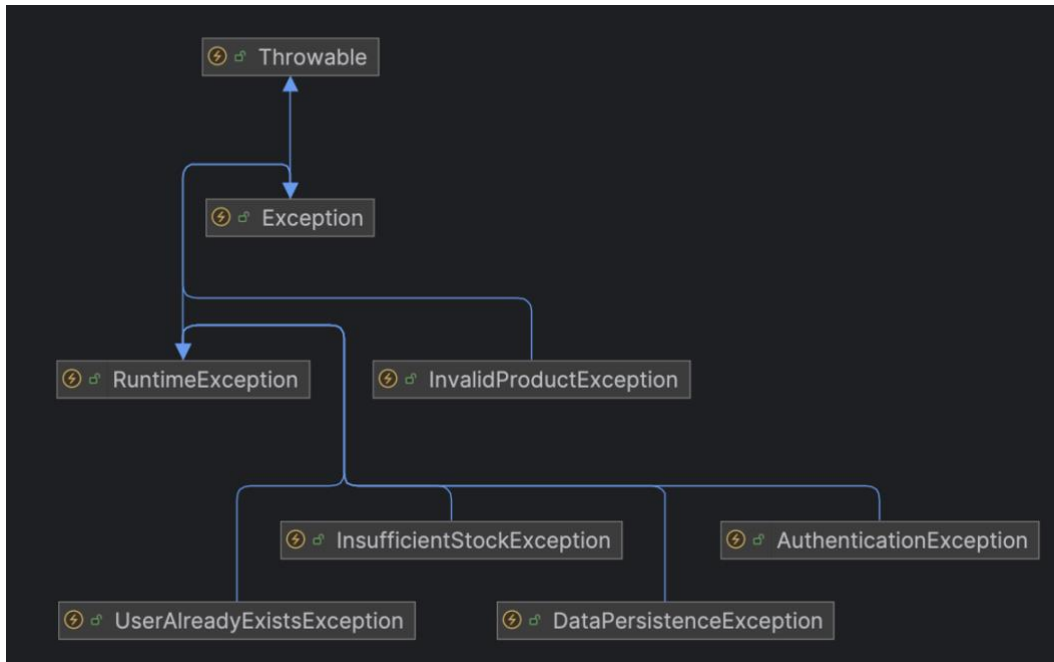 Throwable
Exception
RuntimeException
InvalidProductException
InsufficientStockException
AuthenticationException
UserAlreadyExistsException
DataPersistenceException